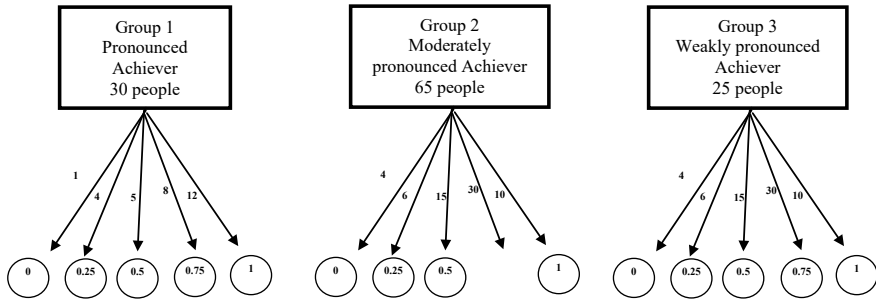 Group 1
Pronounced
Achiever
30 people
Group 2
Moderately
pronounced Achiever
65 people
Group 3
Weakly pronounced
Achiever
25 people
1
4
5
8
12
4
6
15
30
10
4
6
15
30
10
0
0.25
0.5
0.75
1
0
0.25
0.5
1
0
0.25
0.5
0.75
1